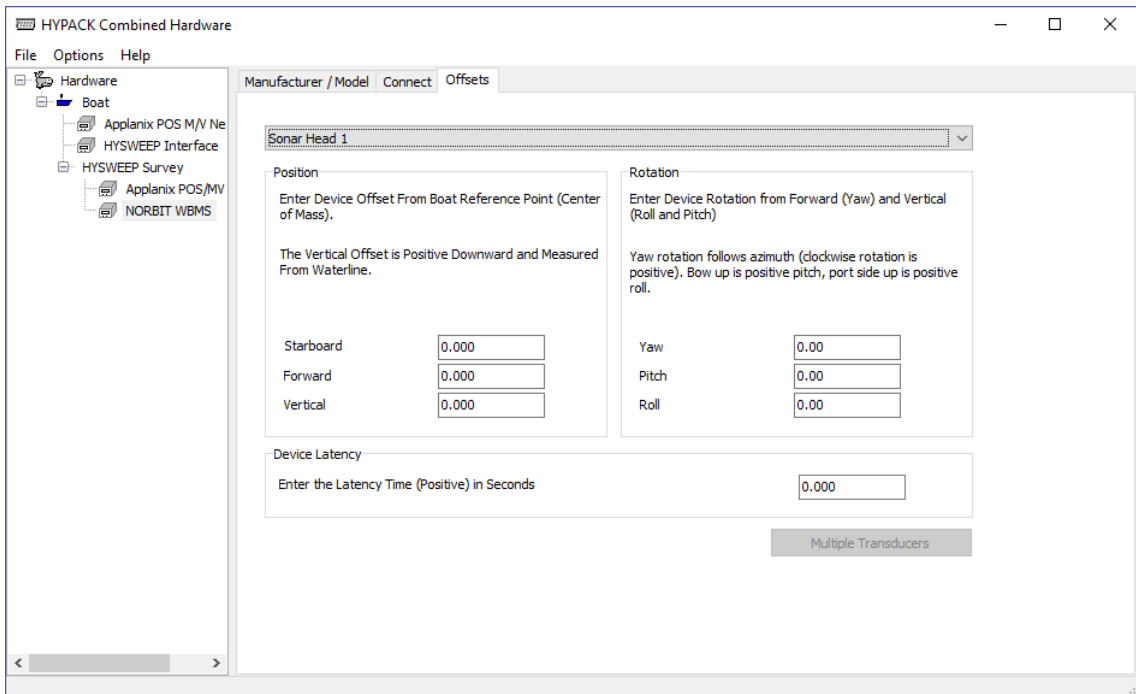 HYPACK Combined Hardware
File Options Help
Hardware
Boat
Applanix POS M/V Ne
HYSWEEP Interface
HYSWEEP Survey
Applanix POS/MV
NORBIT WBMS
Manufacturer / Model Connect Offsets
Sonar Head 1
Position
Enter Device Offset From Boat Reference Point (Center
of Mass).
The Vertical Offset is Positive Downward and Measured
From Waterline.
Starboard 0.000
Forward 0.000
Vertical 0.000
Rotation
Enter Device Rotation from Forward (Yaw) and Vertical
(Roll and Pitch)
Yaw rotation follows azimuth (clockwise rotation is
positive). Bow up is positive pitch, port side up is positive
roll.
Yaw 0.00
Pitch 0.00
Roll 0.00
Device Latency
Enter the Latency Time (Positive) in Seconds 0.000
Multiple Transducers